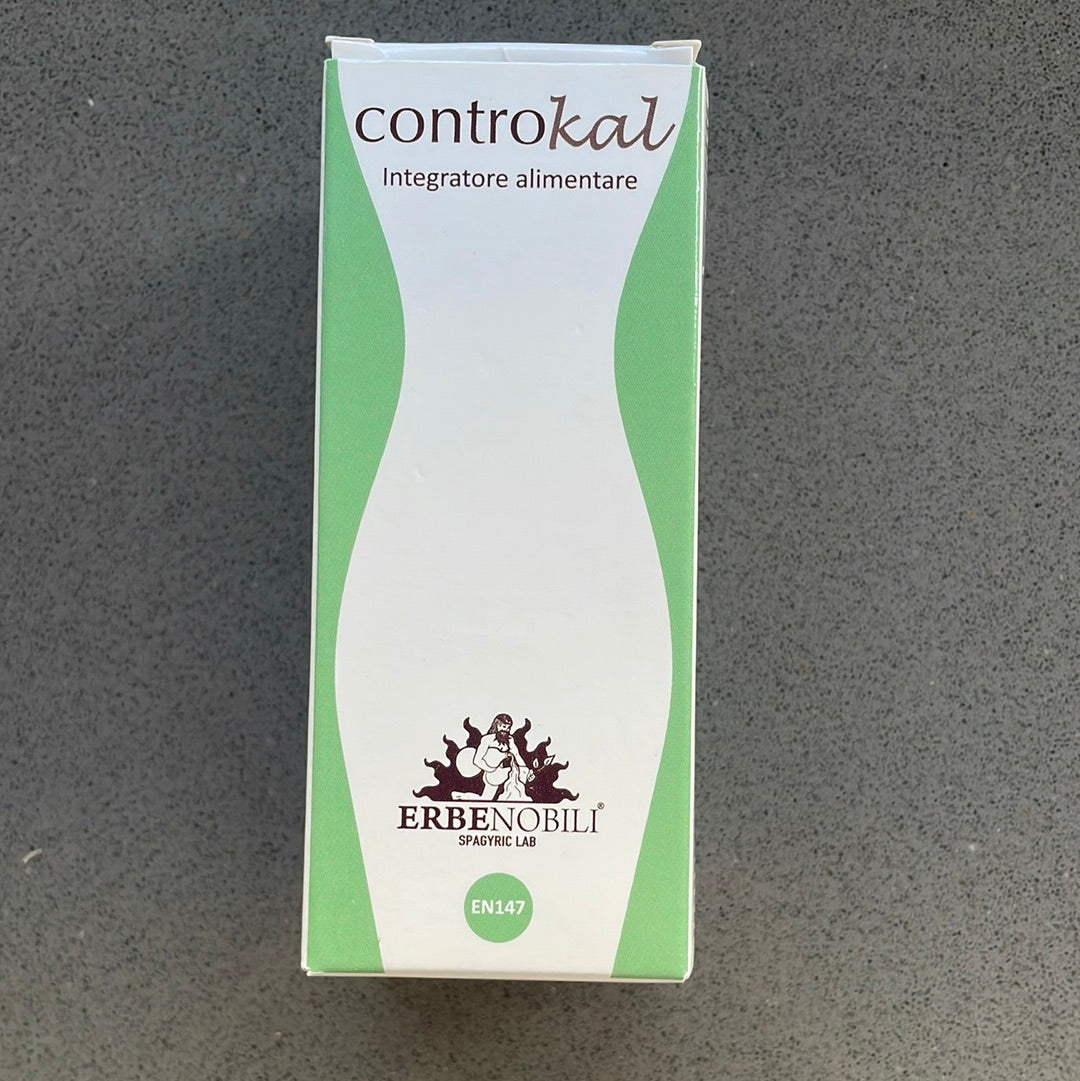 controkal
Integratore alimentare
ERBENOBILI®
SPAGYRIC LAB
EN147